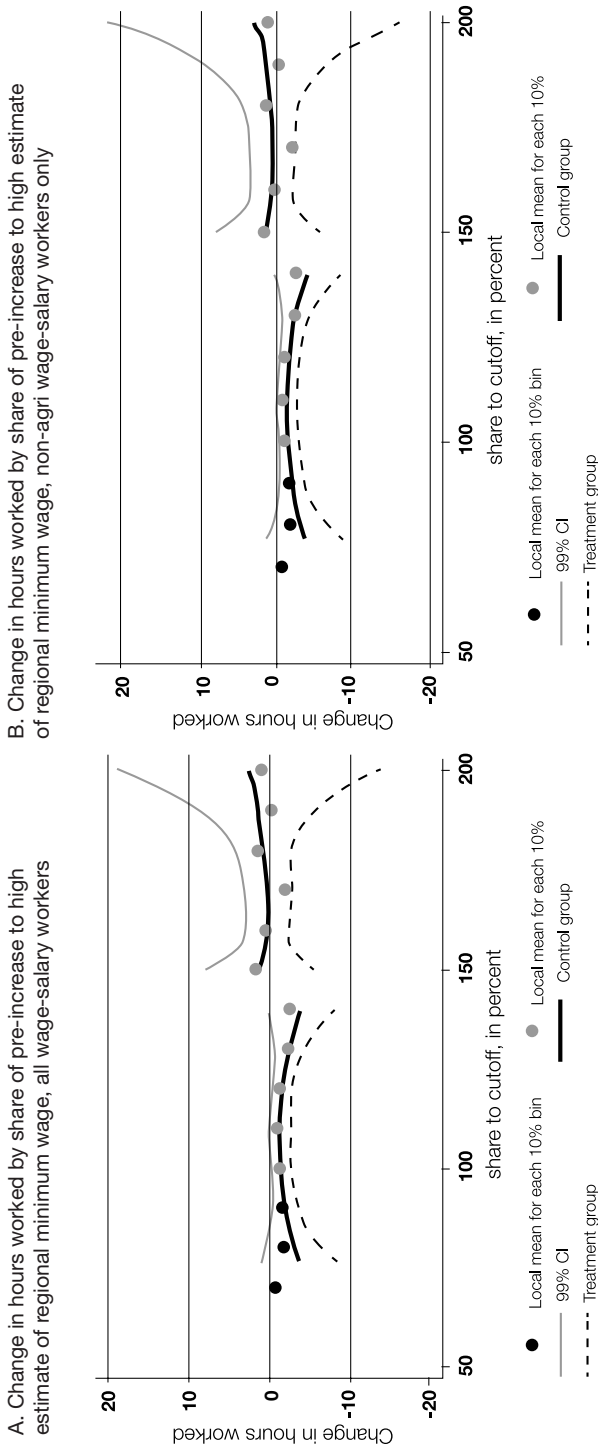 A. Change in hours worked by share of pre-increase to high
estimate of regional minimum wage, all wage-salary workers
Change in hours worked
20
10
0
-10
-20
50
100
150
200
share to cutoff, in percent
Local mean for each 10% bin
Local mean for each 10%
99% CI
Control group
Treatment group
B. Change in hours worked by share of pre-increase to high estimate
of regional minimum wage, non-agri wage-salary workers only
Change in hours worked
20
10
0
-10
-20
50
100
150
200
share to cutoff, in percent
Local mean for each 10% bin
Local mean for each 10%
99% CI
Control group
Treatment group